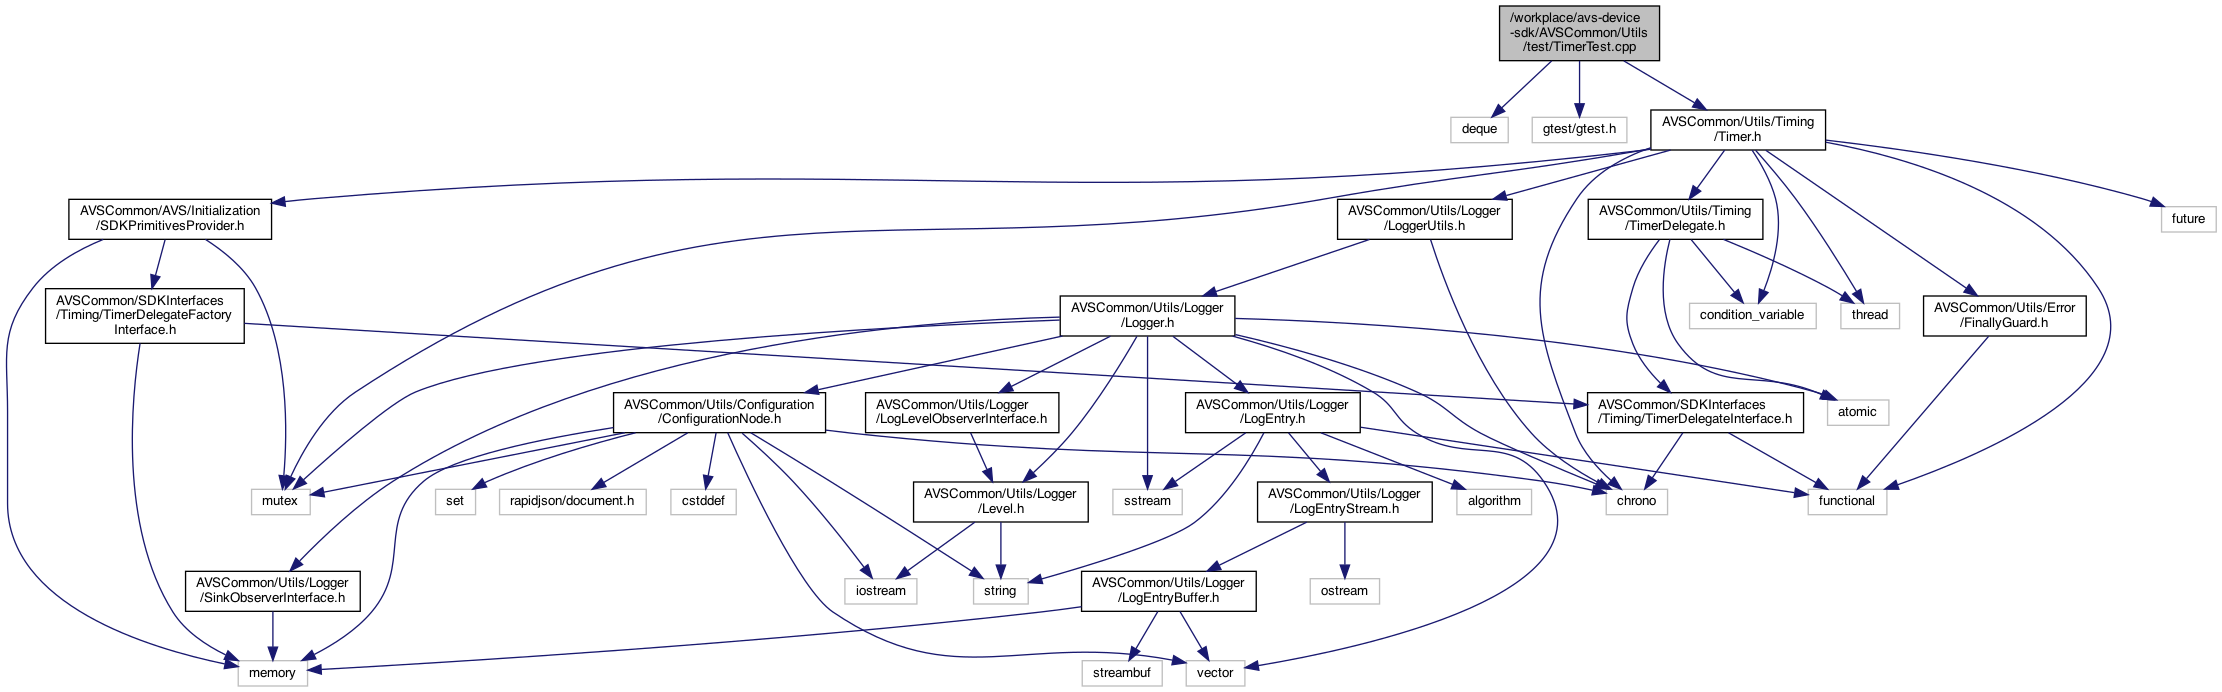 /workplace/avs-device
-sdk/AVSCommon/Utils
/test/TimerTest.cpp
deque
gtest/gtest.h
AVSCommon/Utils/Timing
/Timer.h
AVSCommon/AVS/Initialization
/SDKPrimitivesProvider.h
AVSCommon/Utils/Logger
/LoggerUtils.h
AVSCommon/Utils/Timing
/TimerDelegate.h
future
AVSCommon/SDKInterfaces
/Timing/TimerDelegateFactory
Interface.h
AVSCommon/Utils/Logger
/Logger.h
condition_variable
thread
AVSCommon/Utils/Error
/FinallyGuard.h
AVSCommon/Utils/Configuration
/ConfigurationNode.h
AVSCommon/Utils/Logger
/LogLevelObserverInterface.h
AVSCommon/Utils/Logger
/LogEntry.h
AVSCommon/SDKInterfaces
/Timing/TimerDelegateInterface.h
atomic
mutex
set
rapidjson/document.h
cstddef
AVSCommon/Utils/Logger
/Level.h
sstream
AVSCommon/Utils/Logger
/LogEntryStream.h
algorithm
chrono
functional
AVSCommon/Utils/Logger
/SinkObserverInterface.h
iostream
string
AVSCommon/Utils/Logger
/LogEntryBuffer.h
ostream
memory
streambuf
vector